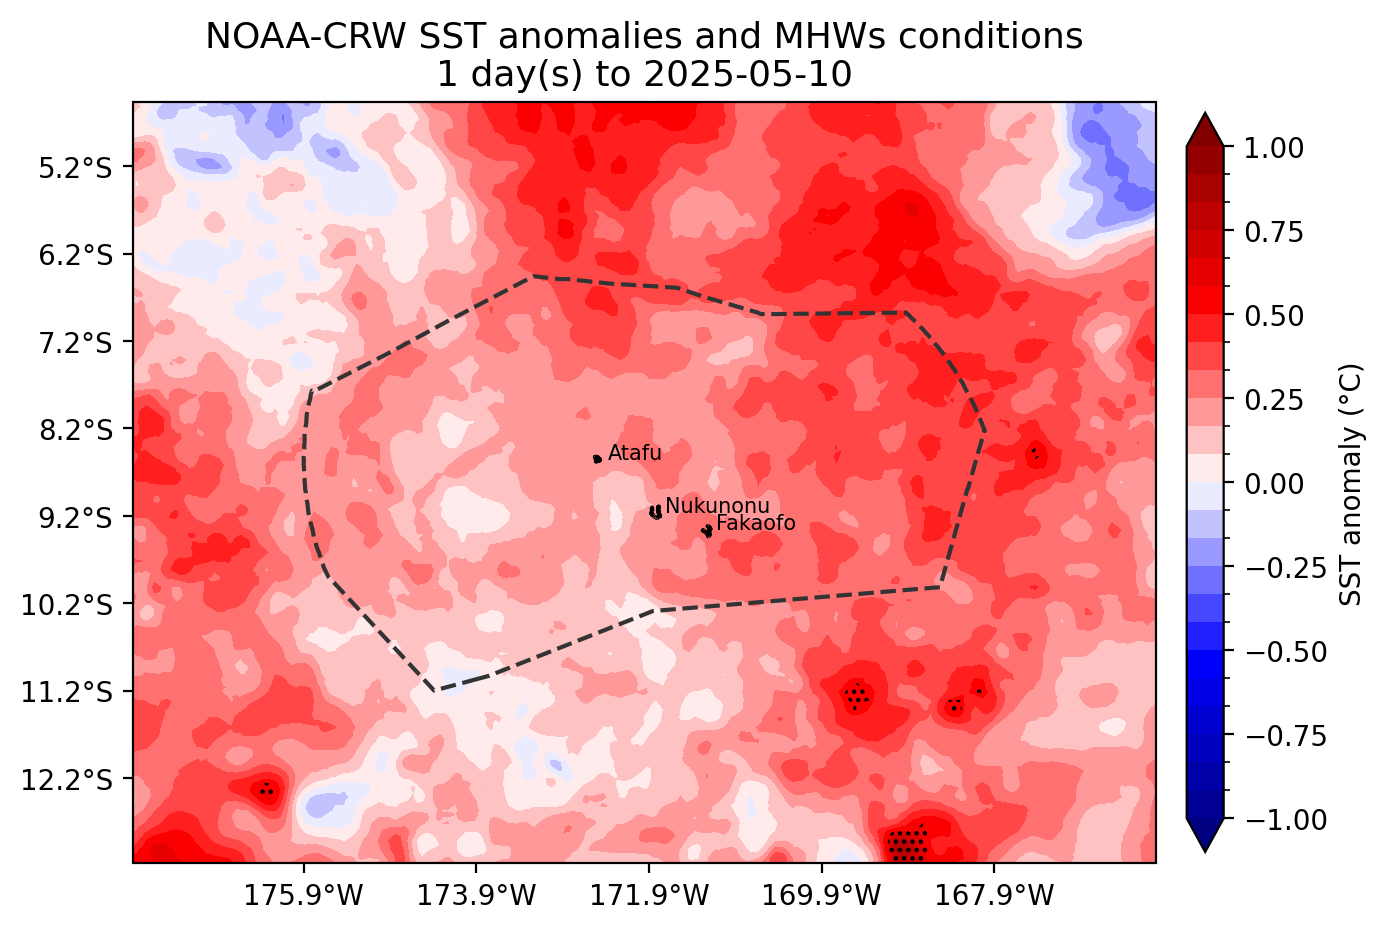 NOAA-CRW SST anomalies and MHWs conditions
1 day(s) to 2025-05-10
5.2°S
6.2°S
7.2°S
8.2°S
9.2°S
10.2°S
11.2°S
12.2°S
Atafu
Nukunonu
Fakaofo
175.9°W
173.9°W
171.9°W
169.9°W
167.9°W
1.00
0.75
0.50
0.25
0.00
−0.25
−0.50
−0.75
−1.00
SST anomaly (°C)